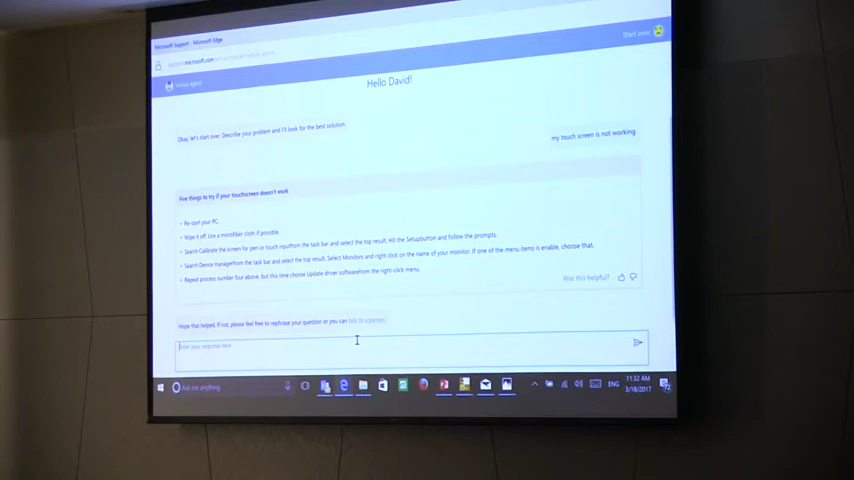 Microsoft Support - Microsoft Edge
Start over
Virtual agent
Hello David!
Okay, let's start over. Describe your problem and I'll look for the best solution.
my touch screen is not working
Five things to try if your touchscreen doesn't work
• Re-start your PC.
• Wipe it off. Use a microfiber cloth if possible.
• Search Calibrate the screen for pen or touch inputfrom the task bar and select the top result. Hit the Setupbutton and follow the prompts.
• Search Device managerfrom the task bar and select the top result. Select Monitors and right click on the name of your monitor. If one of the menu items is enable, choose that.
• Repeat process number four above, but this time choose Update driver softwarefrom the right-click menu.
Was this helpful?
Hope that helped. If not, please feel free to rephrase your question or you can talk to a person.
Enter your response here
Ask me anything
ENG
11:32 AM
3/18/2017